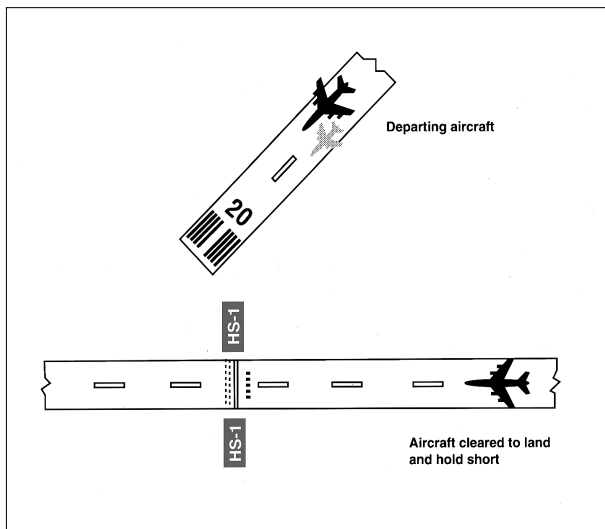 Departing aircraft
20
HS-1
HS-1
Aircraft cleared to land
and hold short